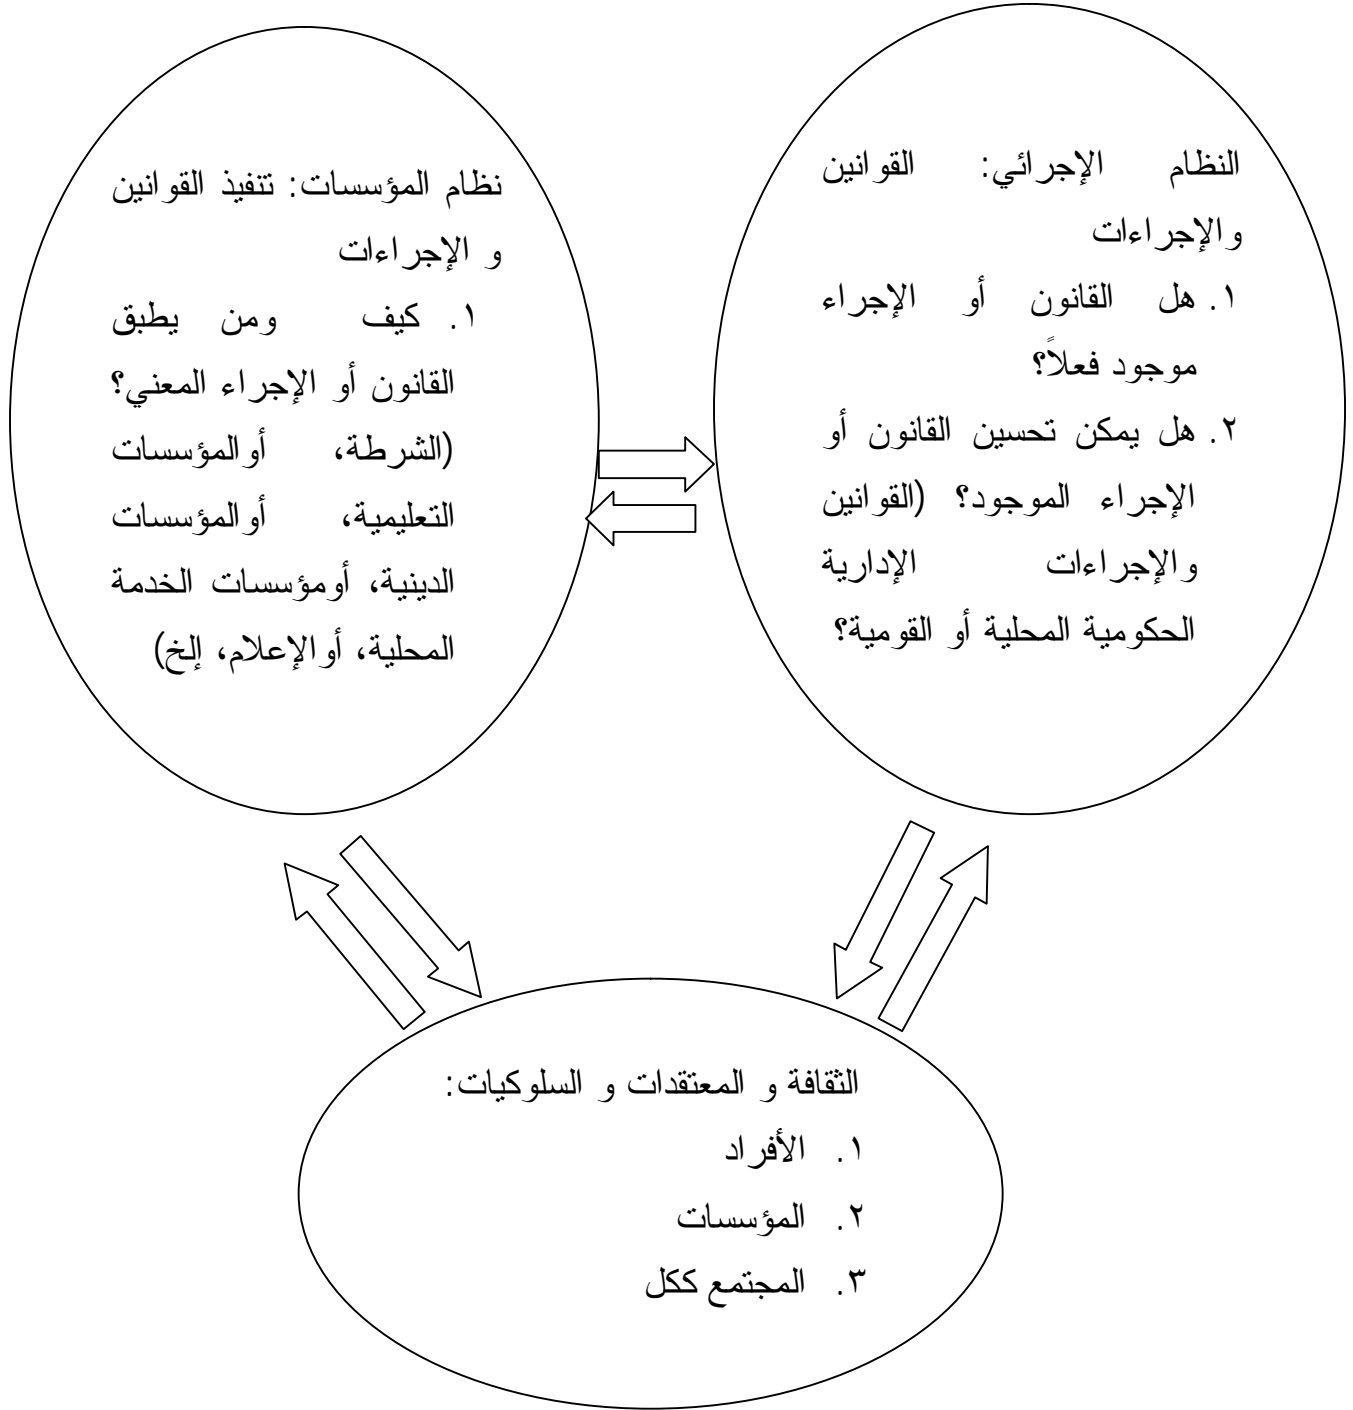 النظام الإجرائي: القوانين
والإجراءات
١. هل القانون أو الإجراء
موجود فعلاً؟
٢. هل يمكن تحسين القانون أو
الإجراء الموجود؟ (القوانين
والإجراءات الإدارية
الحكومية المحلية أو القومية؟
نظام المؤسسات: تنفيذ القوانين
و الإجراءات
١. كيف ومن يطبق
القانون أو الإجراء المعني؟
(الشرطة، أوالمؤسسات
التعليمية، أوالمؤسسات
الدينية، أومؤسسات الخدمة
المحلية، أوالإعلام، إلخ)
الثقافة و المعتقدات و السلوكيات:
١. الأفراد
٢. المؤسسات
٣. المجتمع ككل